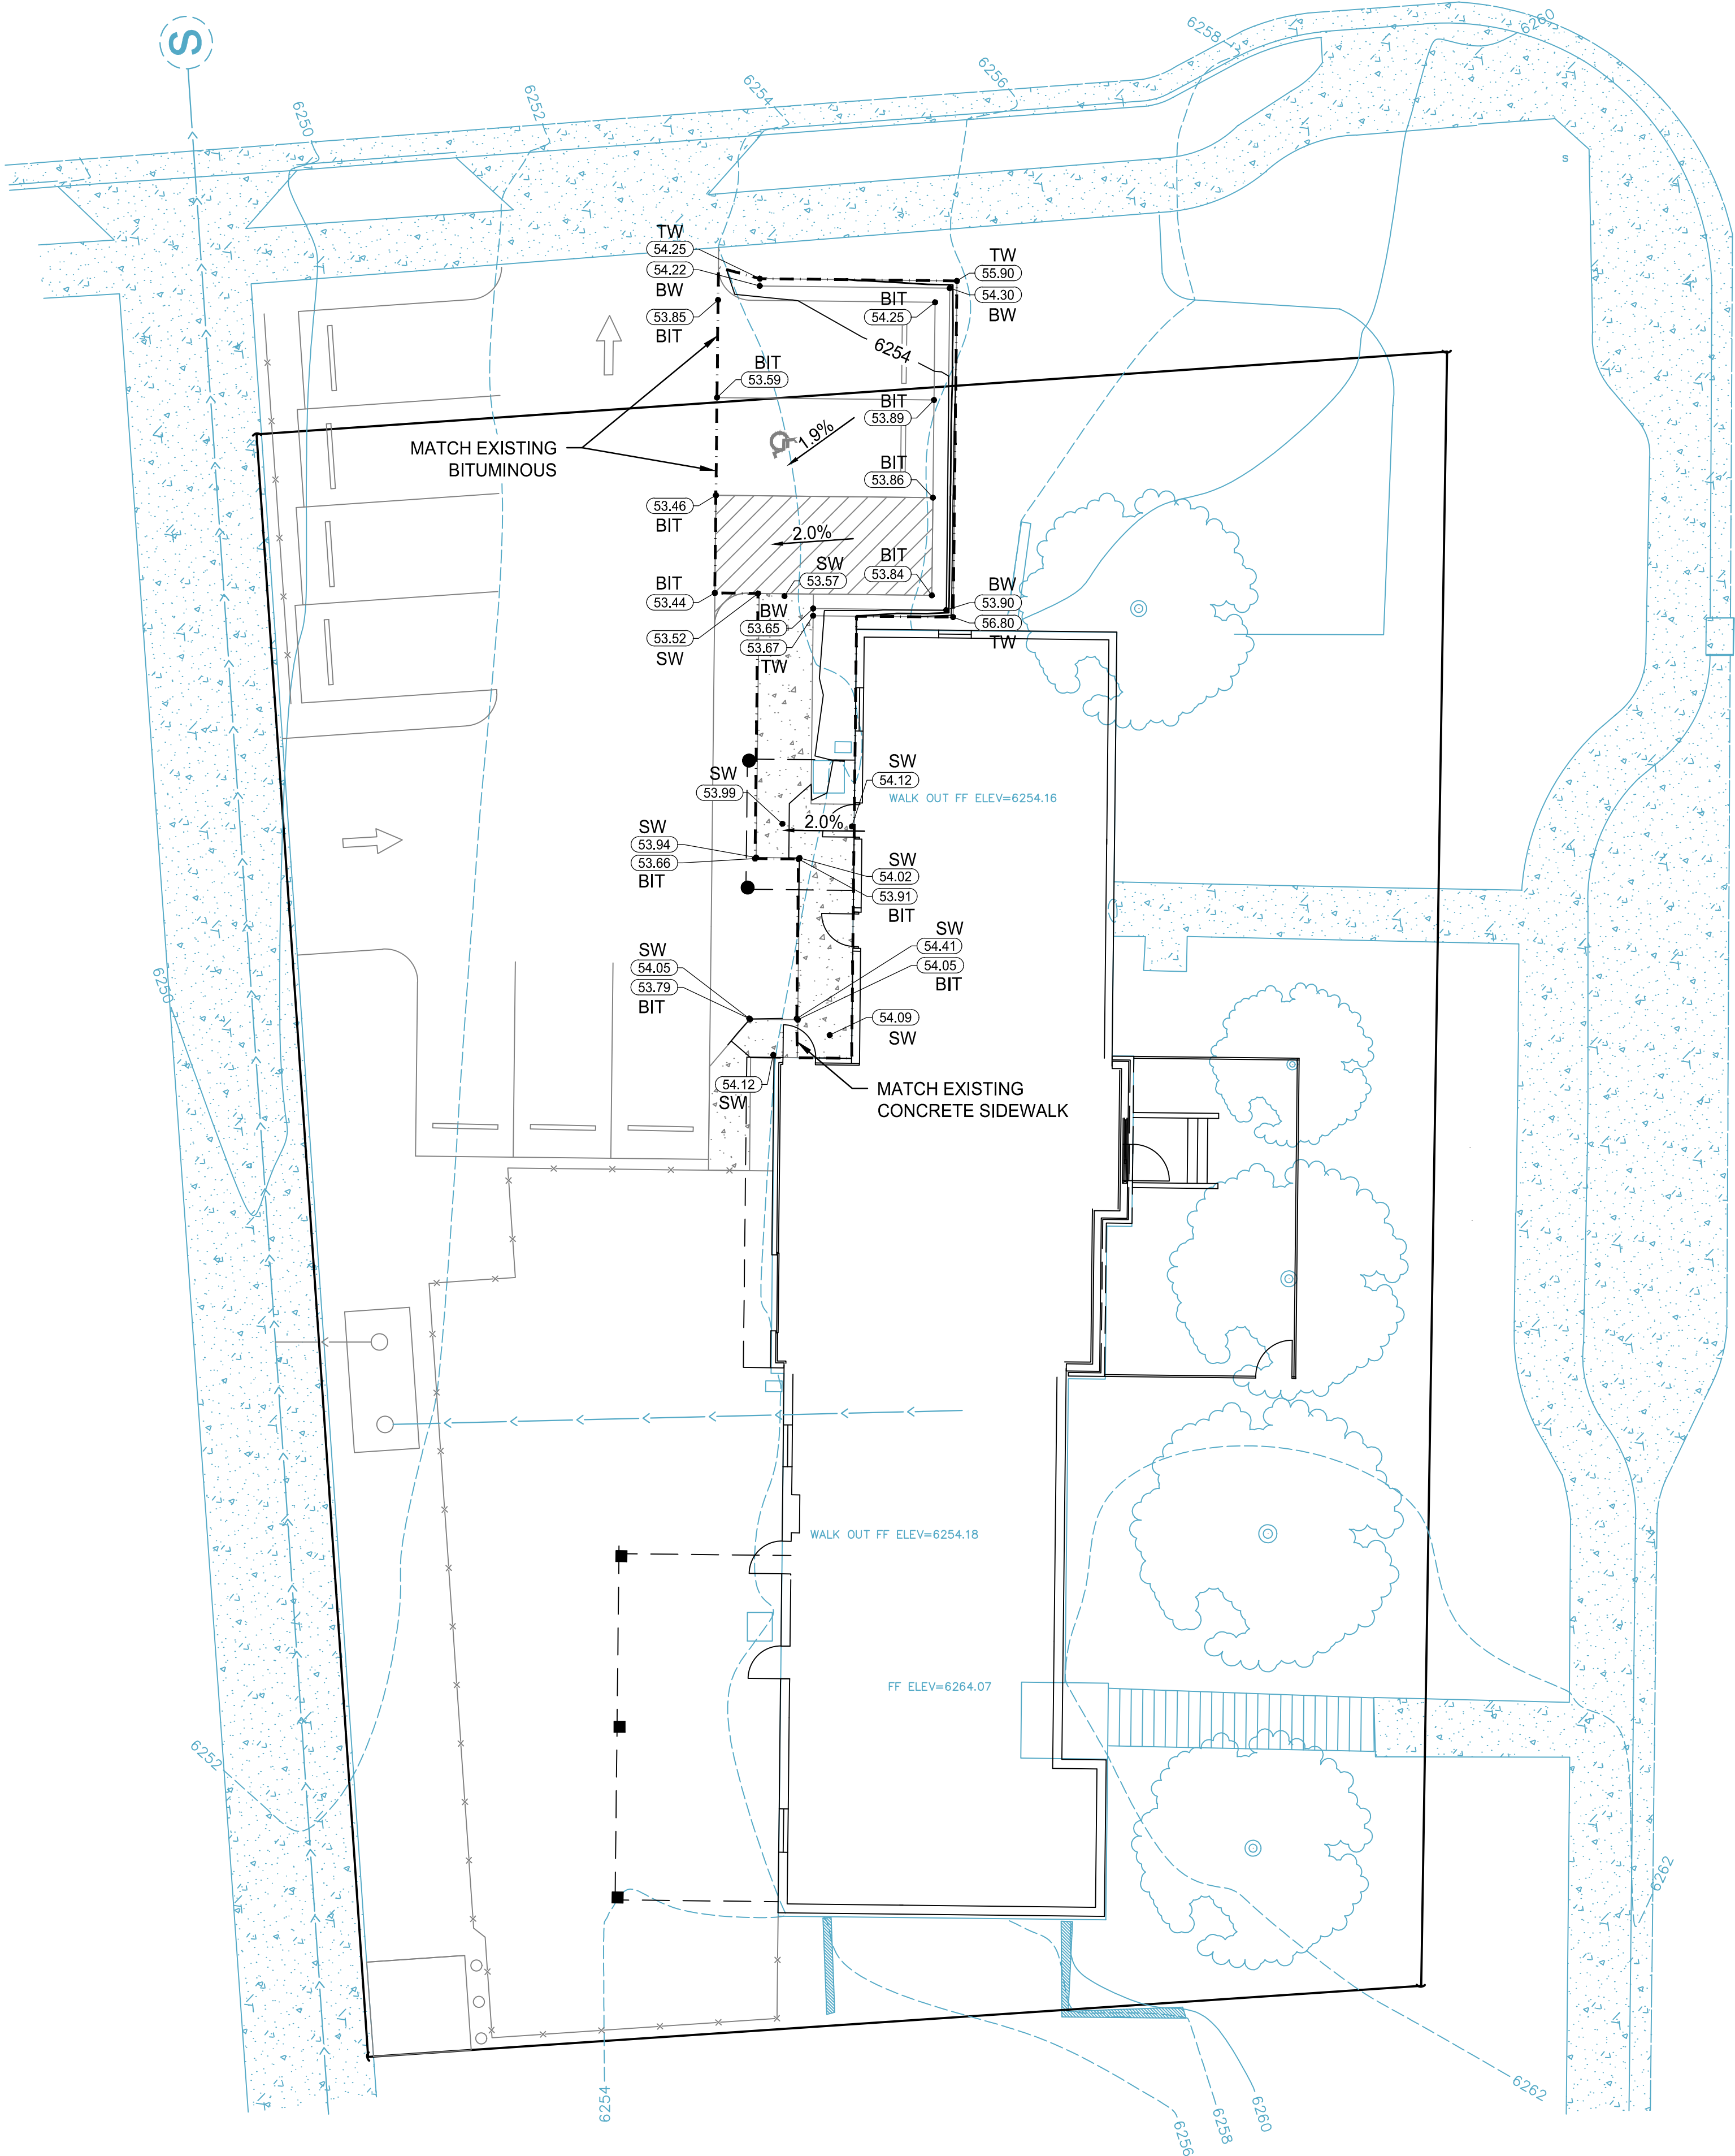 S
6250
6252
6254
6256
6258
6260
S
TW
54.25
54.22
BW
53.85
BIT
TW
55.90
54.30
BW
BIT
54.25
6254
BIT
53.59
BIT
53.89
1.9%
MATCH EXISTING
BITUMINOUS
BIT
53.86
53.46
BIT
2.0%
SW
53.57
BIT
53.84
BIT
53.44
BW
53.90
56.80
TW
BW
53.65
53.67
TW
53.52
SW
SW
54.12
WALK OUT FF ELEV=6254.16
SW
53.99
2.0%
SW
53.94
53.66
BIT
SW
54.02
53.91
BIT
SW
54.41
54.05
BIT
SW
54.05
53.79
BIT
54.09
SW
6250
54.12
SW
MATCH EXISTING
CONCRETE SIDEWALK
WALK OUT FF ELEV=6254.18
FF ELEV=6264.07
6252
6262
6254
6256
6258
6260
6262